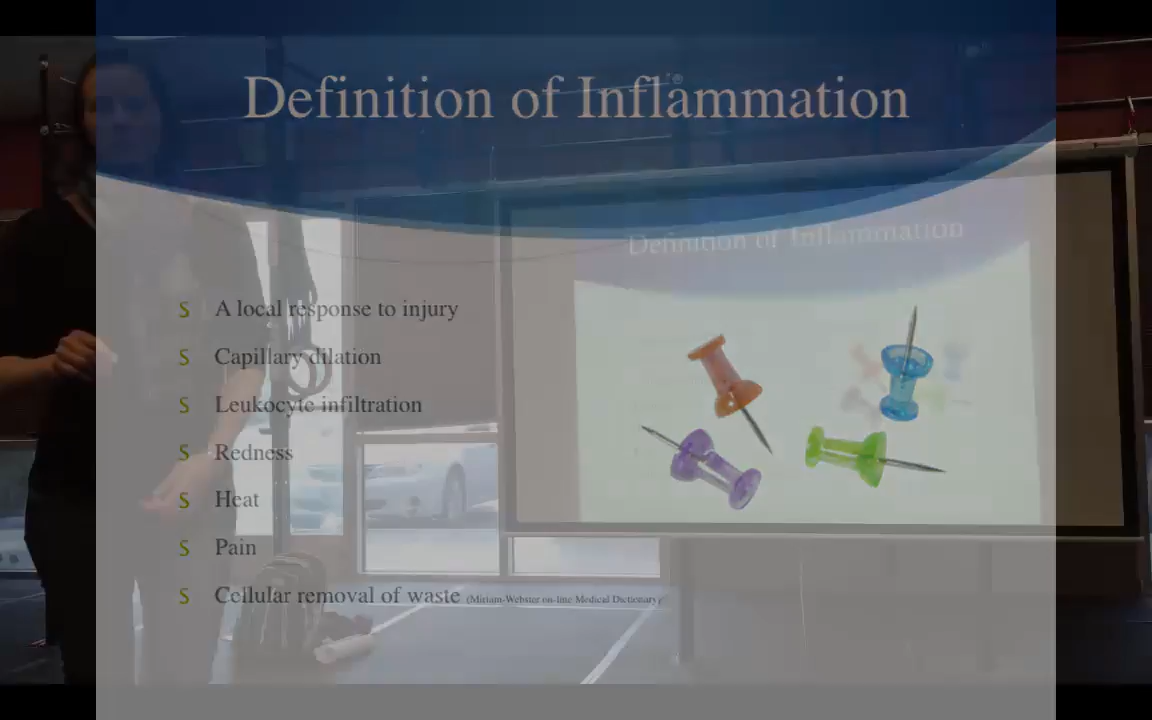 Definition of Inflammation
Definition of Inflammation
S A local response to injury
S Capillary dilation
S Leukocyte infiltration
S Redness
S Heat
S Pain
S Cellular removal of waste (Miriam-Webster on-line Medical Dictionary)